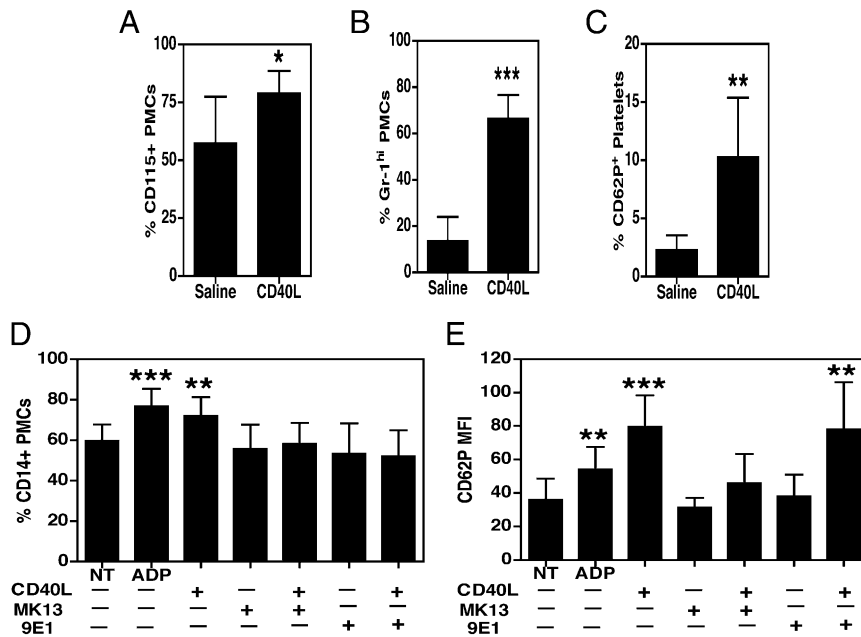 A
B
C
% CD115+ PMCs
100
75
50
25
0
*
Saline CD40L
% Gr-1hi PMCs
100
80
60
40
20
0
***
Saline CD40L
% CD62P+ Platelets
20
15
10
5
0
**
Saline CD40L
D
% CD14+ PMCs
100
80
60
40
20
0
*** **
NT ADP
CD40L — — + — + — +
MK13 — — — + + — —
9E1 — — — — — + +
E
CD62P MFI
120
100
80
60
40
20
0
** *** **
NT ADP
CD40L — — + — + — +
MK13 — — — + + — —
9E1 — — — — — + +